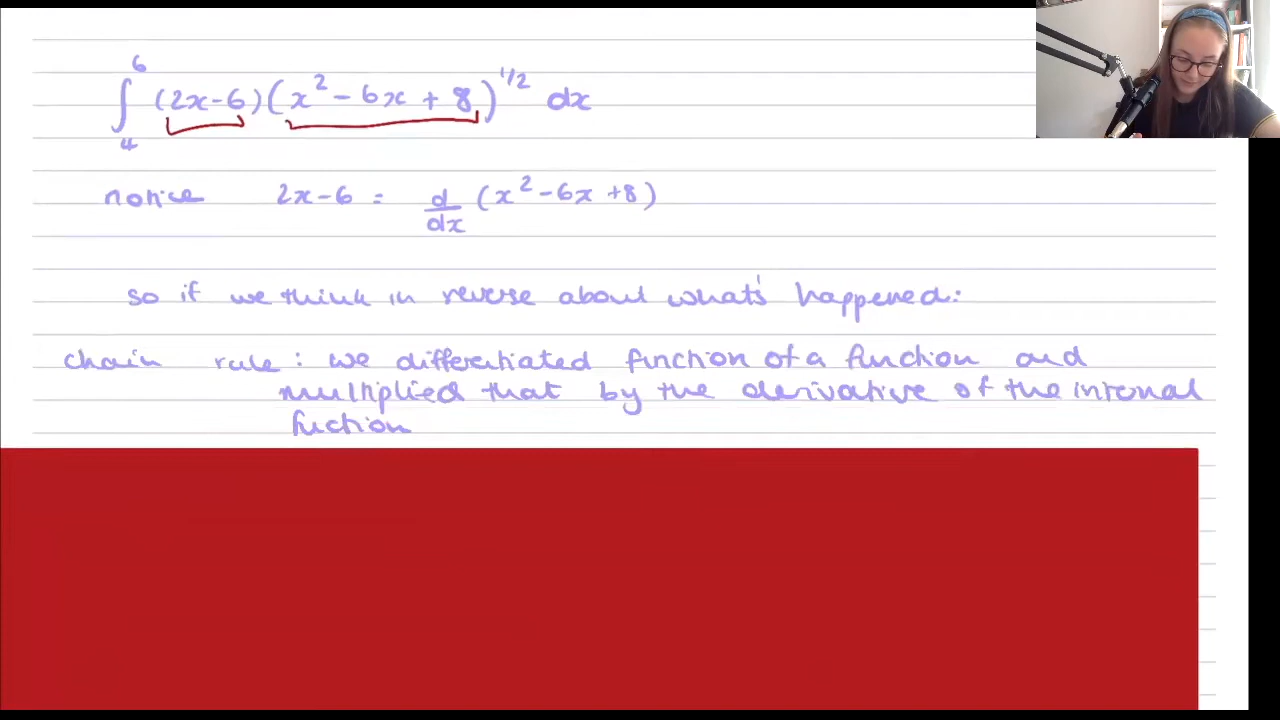 ∫₄⁶ (2x-6)(x² - 6x + 8)^1/2 dx
notice 2x-6 = d/dx (x² - 6x + 8)
so if we think in reverse about what's happened:
chain rule: we differentiated function of a function and
multiplied that by the derivative of the internal
fuction